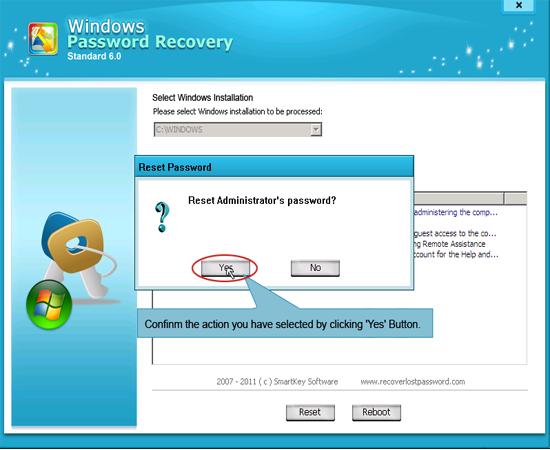 Windows
Password Recovery
Standard 6.0
x
Select Windows Installation
Please select Windows installation to be processed:
C:\WINDOWS
Reset Password
Reset Administrator's password?
Yes
No
administering the comp...
guest access to the co...
ng Remote Assistance
ccount for the Help and...
Confinrm the action you have selected by clicking 'Yes' Button.
2007 - 2011 ( c ) SmartKey Software www.recoverlostpassword.com
Reset
Reboot